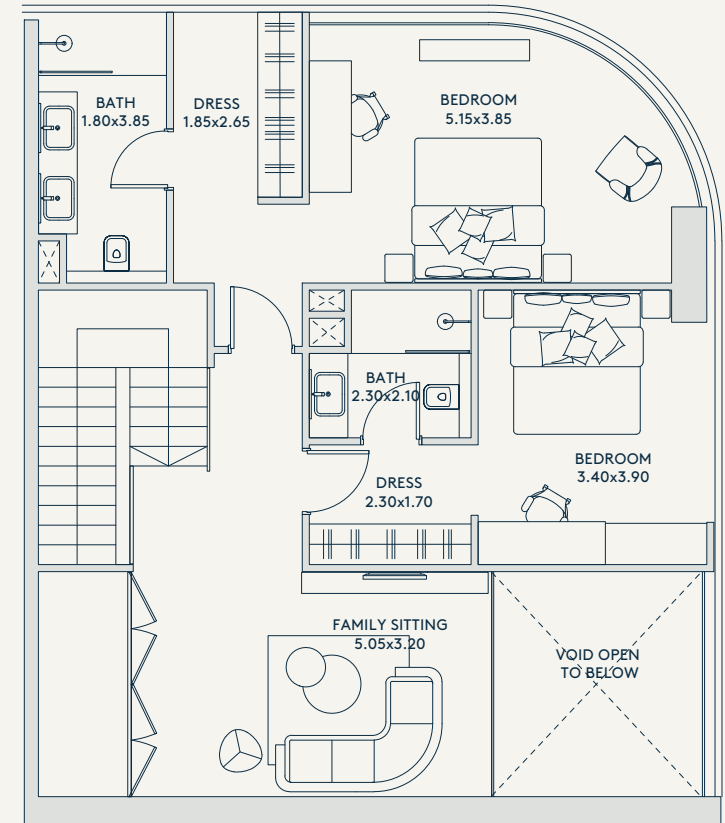 BATH
1.80x3.85
DRESS
1.85x2.65
BEDROOM
5.15x3.85
BATH
2.30x2.10
BEDROOM
3.40x3.90
DRESS
2.30x1.70
FAMILY SITTING
5.05x3.20
VOID OPEN
TO BELOW